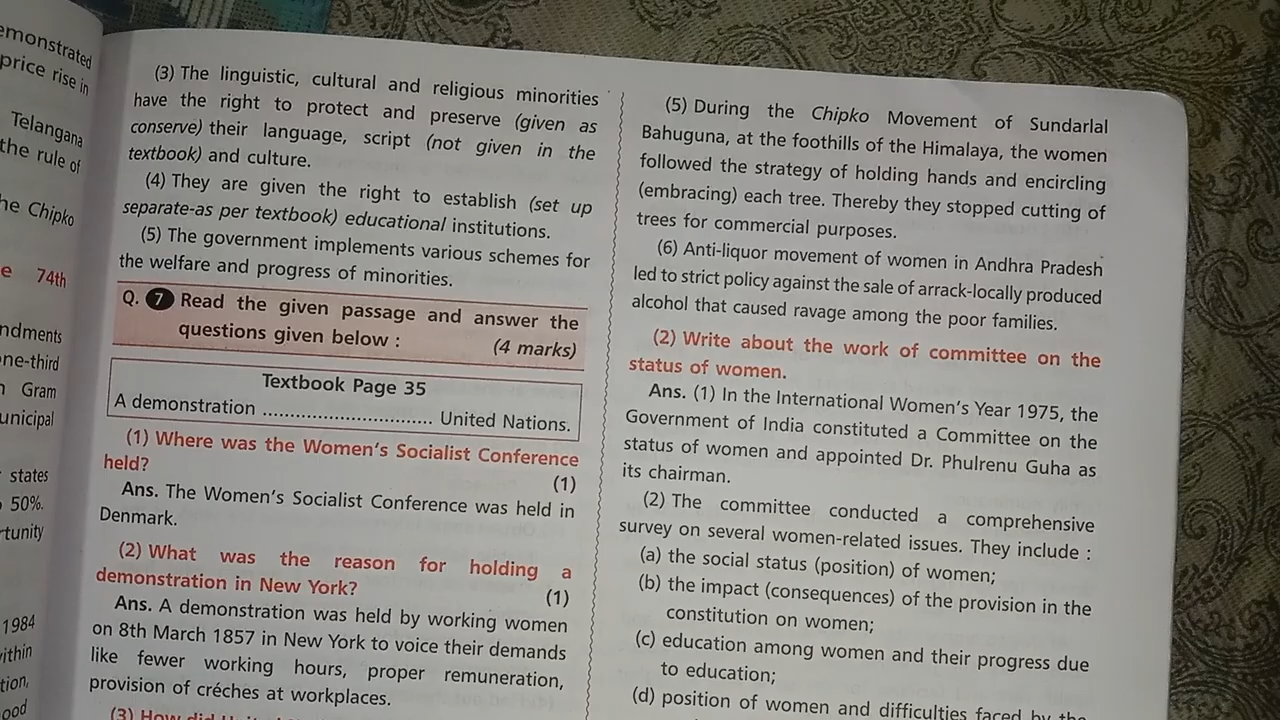 emonstrated
price rise in
Telangana
the rule of
he Chipko
e 74th
ndments
one-third
Gram
unicipal
states
50%.
rtunity
1984
ithin
tion,
ood
(3) The linguistic, cultural and religious minorities
have the right to protect and preserve (given as
conserve) their language, script (not given in the
textbook) and culture.
(4) They are given the right to establish (set up
separate-as per textbook) educational institutions.
(5) The government implements various schemes for
the welfare and progress of minorities.
Q. 7 Read the given passage and answer the
questions given below : (4 marks)
Textbook Page 35
A demonstration ................................ United Nations.
(1) Where was the Women's Socialist Conference
held? (1)
Ans. The Women's Socialist Conference was held in
Denmark.
(2) What was the reason for holding a
demonstration in New York? (1)
Ans. A demonstration was held by working women
on 8th March 1857 in New York to voice their demands
like fewer working hours, proper remuneration,
provision of créches at workplaces.
(3) How did
(5) During the Chipko Movement of Sundarlal
Bahuguna, at the foothills of the Himalaya, the women
followed the strategy of holding hands and encircling
(embracing) each tree. Thereby they stopped cutting of
trees for commercial purposes.
(6) Anti-liquor movement of women in Andhra Pradesh
led to strict policy against the sale of arrack-locally produced
alcohol that caused ravage among the poor families.
(2) Write about the work of committee on the
status of women.
Ans. (1) In the International Women's Year 1975, the
Government of India constituted a Committee on the
status of women and appointed Dr. Phulrenu Guha as
its chairman.
(2) The committee conducted a comprehensive
survey on several women-related issues. They include :
(a) the social status (position) of women;
(b) the impact (consequences) of the provision in the
constitution on women;
(c) education among women and their progress due
to education;
(d) position of women and difficulties faced by the